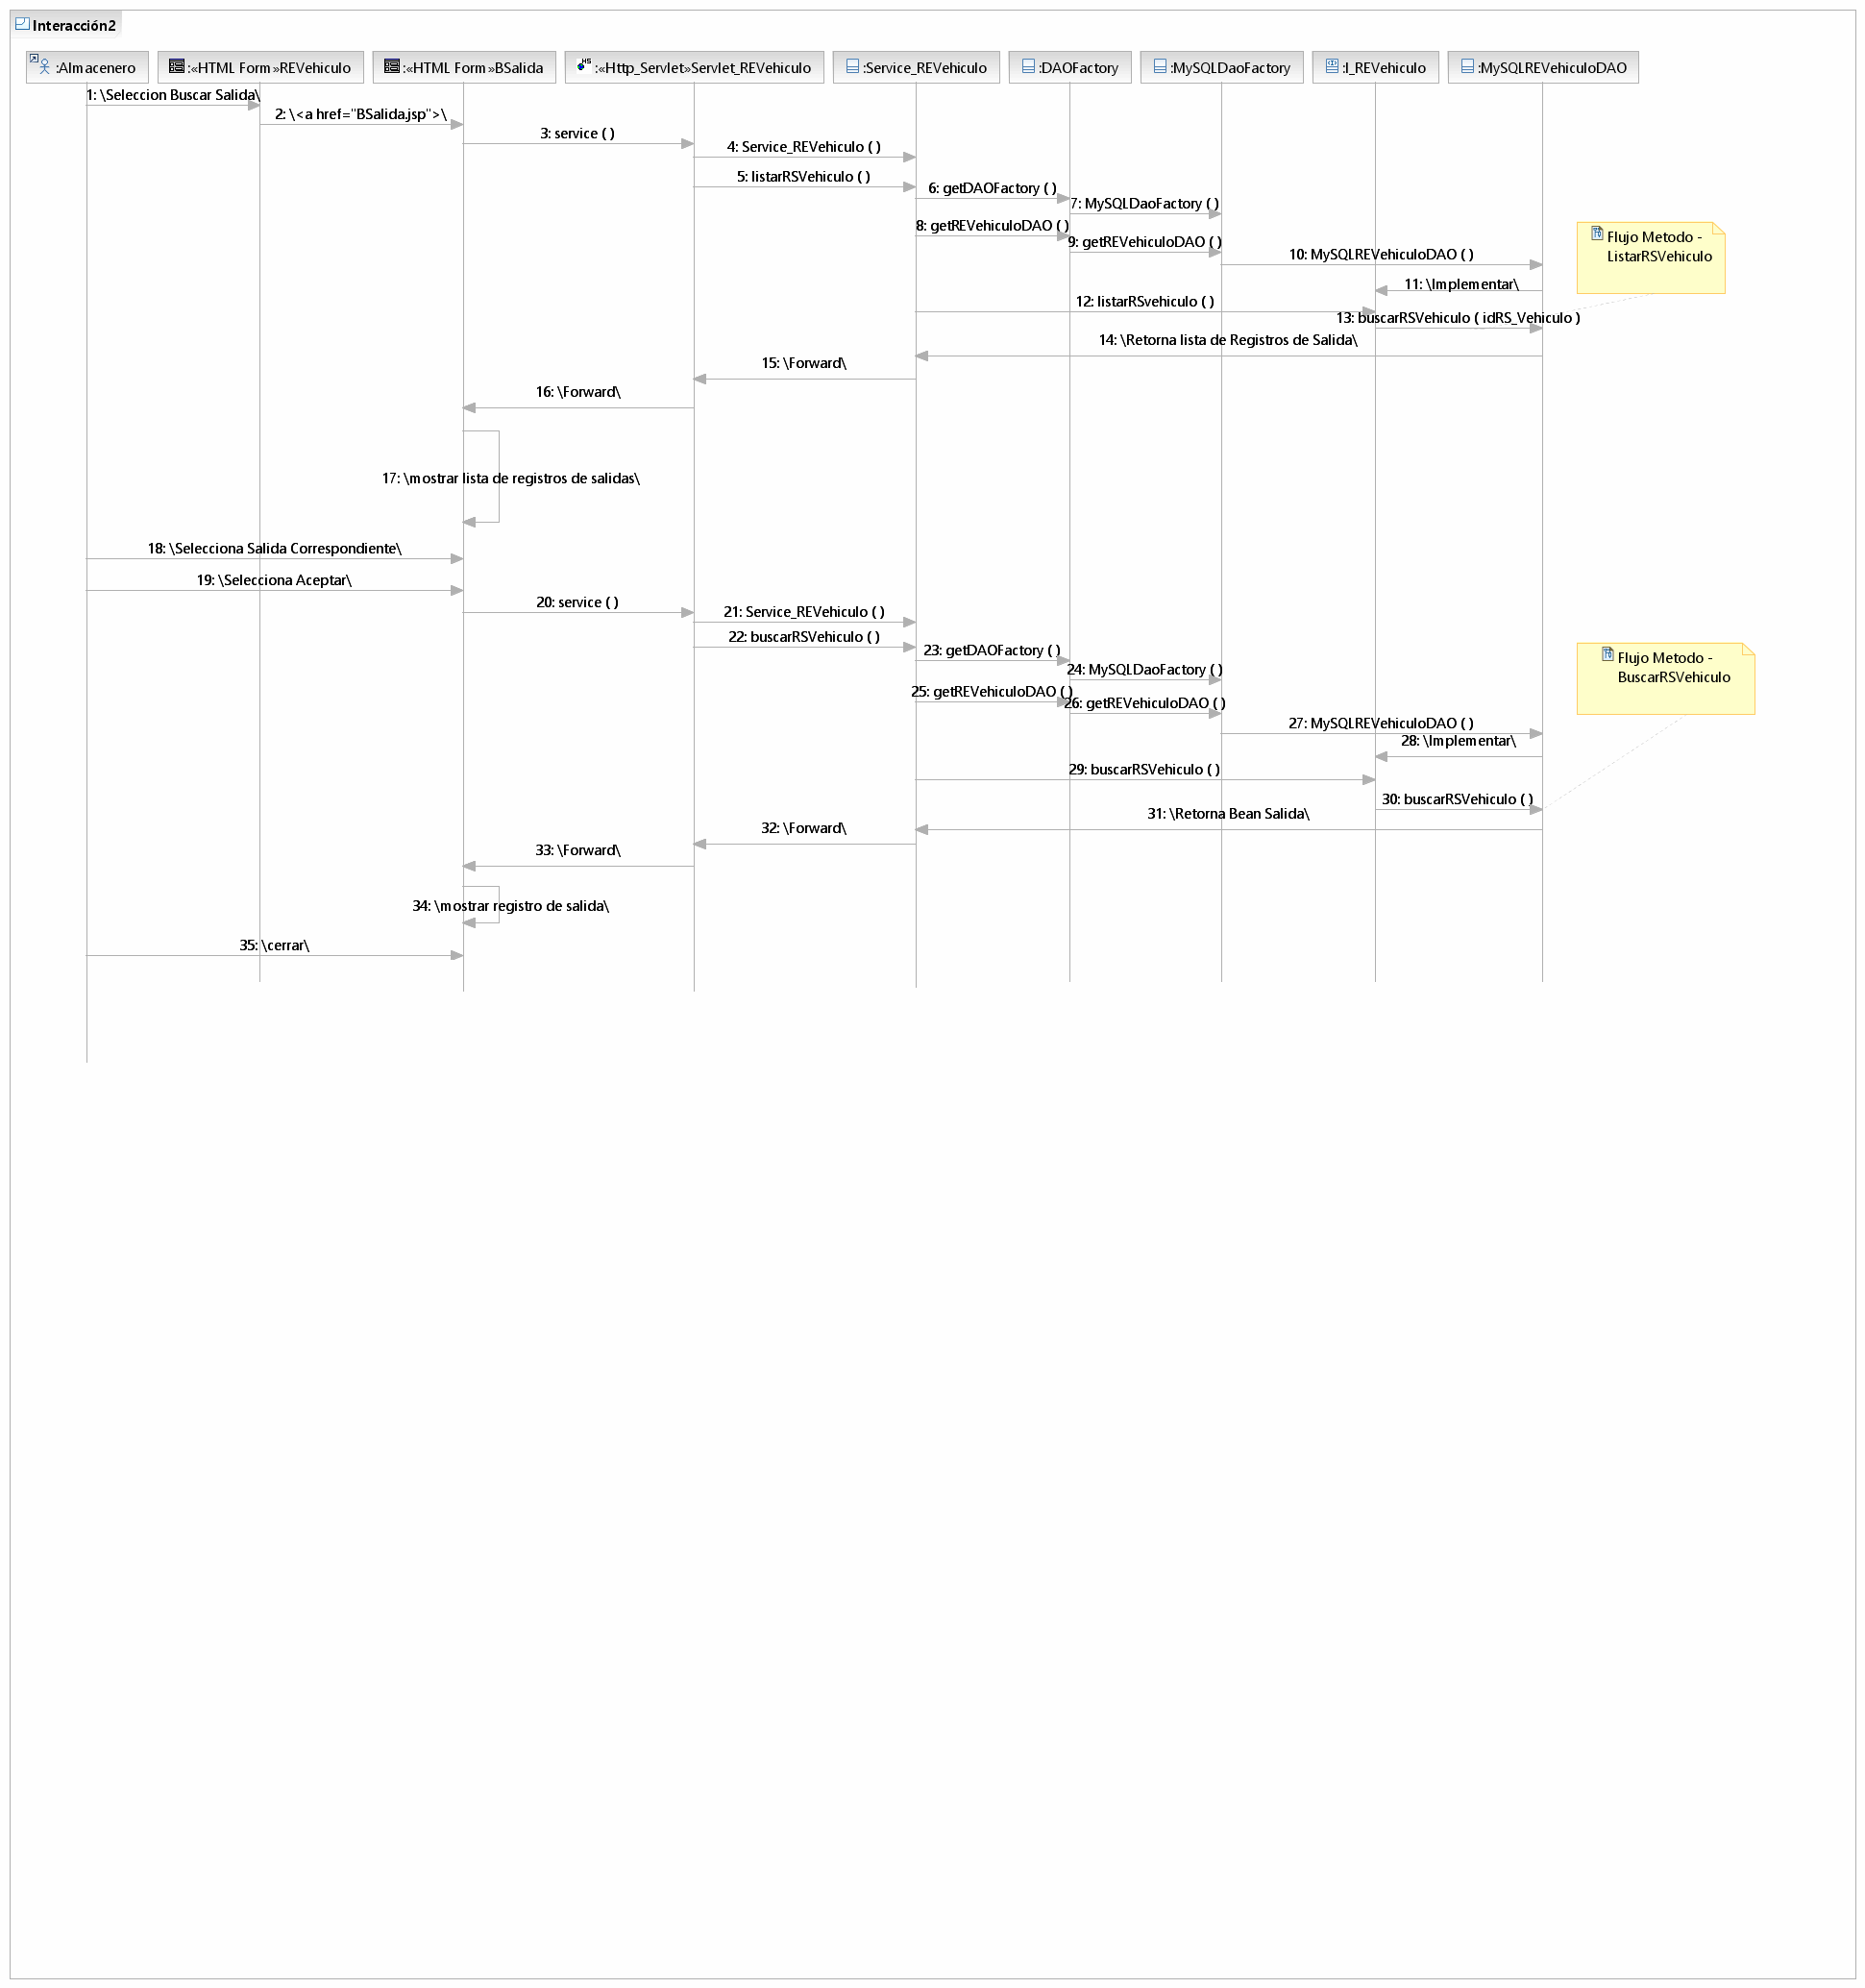 Interacción2
:Almacenero
:«HTML Form»REVehiculo
:«HTML Form»BSalida
:«Http_Servlet»Servlet_REVehiculo
:Service_REVehiculo
:DAOFactory
:MySQLDaoFactory
:I_REVehiculo
:MySQLREVehiculoDAO
1: \Seleccion Buscar Salida\
2: \<a href="BSalida.jsp">\
3: service ( )
4: Service_REVehiculo ( )
5: listarRSVehiculo ( )
6: getDAOFactory ( )
7: MySQLDaoFactory ( )
8: getREVehiculoDAO ( )
9: getREVehiculoDAO ( )
10: MySQLREVehiculoDAO ( )
Flujo Metodo -
ListarRSVehiculo
11: \Implementar\
12: listarRSvehiculo ( )
13: buscarRSVehiculo ( idRS_Vehiculo )
14: \Retorna lista de Registros de Salida\
15: \Forward\
16: \Forward\
17: \mostrar lista de registros de salidas\
18: \Selecciona Salida Correspondiente\
19: \Selecciona Aceptar\
20: service ( )
21: Service_REVehiculo ( )
22: buscarRSVehiculo ( )
23: getDAOFactory ( )
24: MySQLDaoFactory ( )
25: getREVehiculoDAO ( )
26: getREVehiculoDAO ( )
Flujo Metodo -
BuscarRSVehiculo
27: MySQLREVehiculoDAO ( )
28: \Implementar\
29: buscarRSVehiculo ( )
30: buscarRSVehiculo ( )
31: \Retorna Bean Salida\
32: \Forward\
33: \Forward\
34: \mostrar registro de salida\
35: \cerrar\